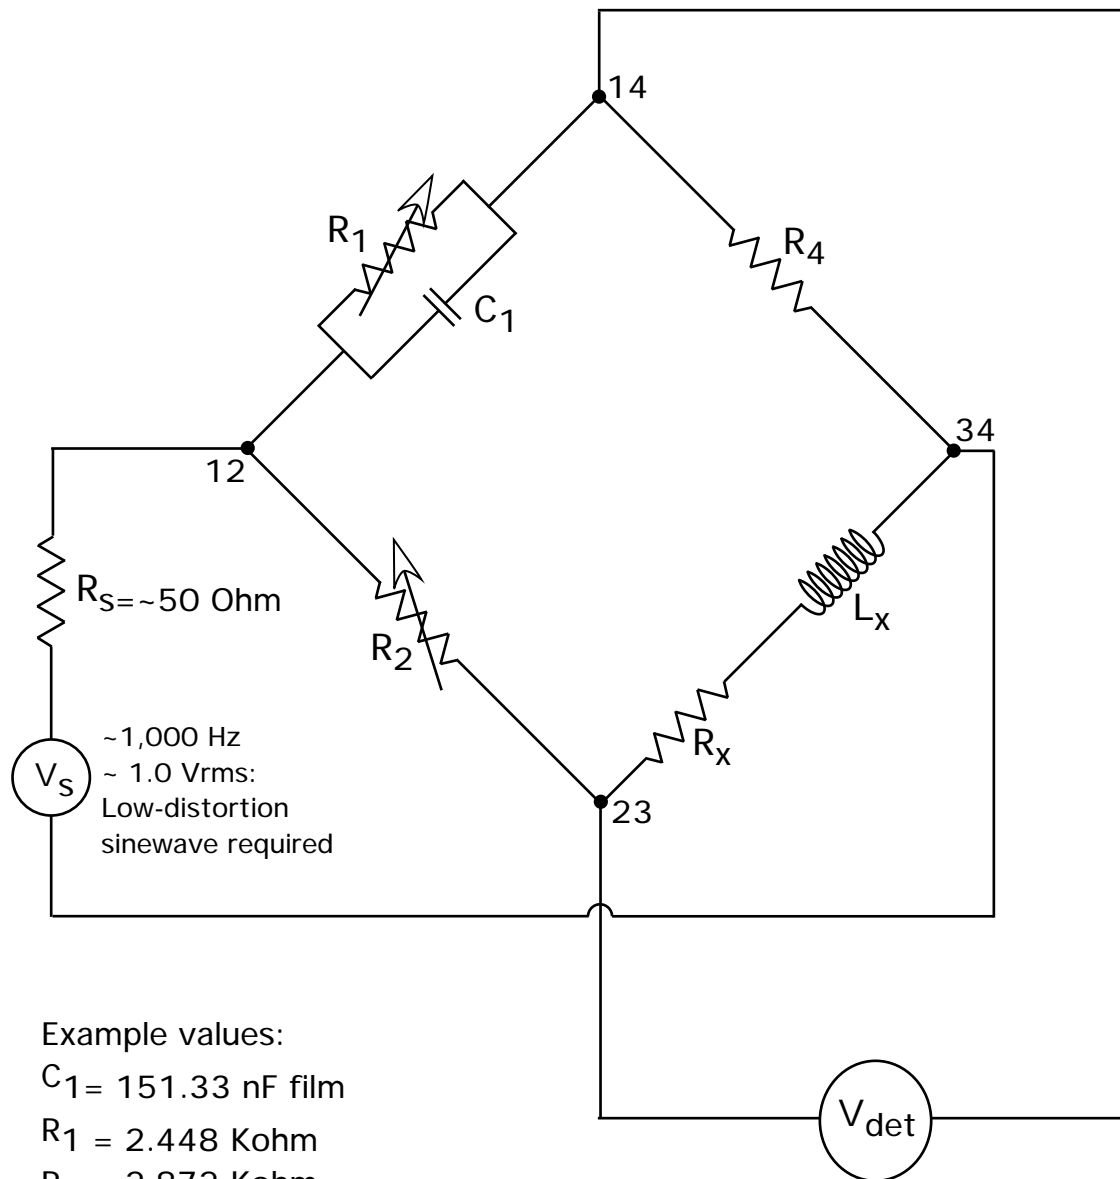 14
R1
R4
C1
34
12
RS=~50 Ohm
Lx
R2
~1,000 Hz
Rx
VS
~ 1.0 Vrms:
Low-distortion
23
sinewave required
Example values:
C1= 151.33 nF film
Vdet
R1 = 2.448 Kohm